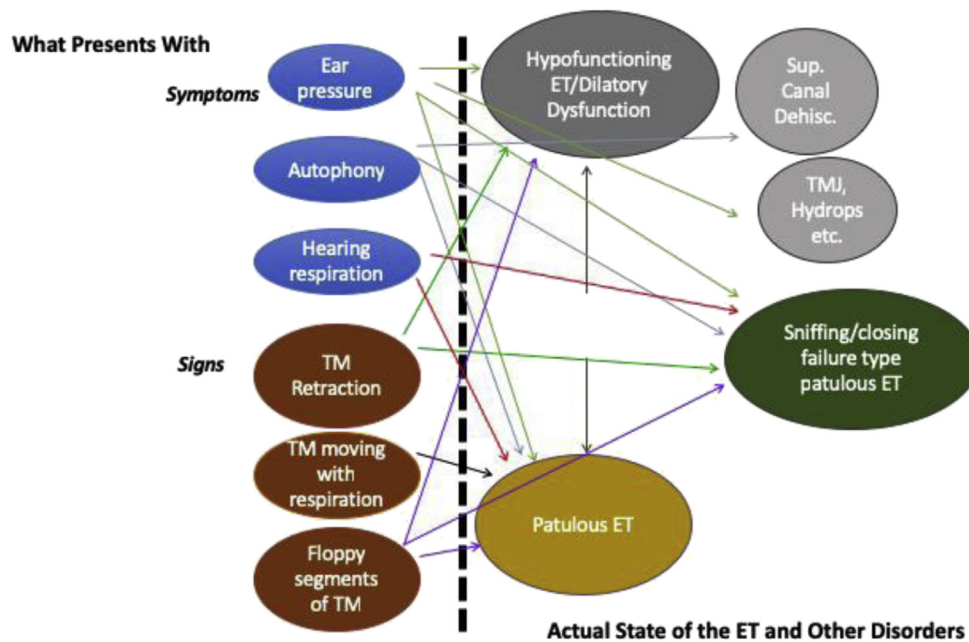 What Presents With
Symptoms
Ear
pressure
Autophony
Hearing
respiration
Signs
TM
Retraction
TM moving
with
respiration
Floppy
segments
of TM
Hypofunctioning
ET/Dilatory
Dysfunction
Sup.
Canal
Dehisc.
TMJ,
Hydrops
etc.
Sniffing/closing
failure type
patulous ET
Patulous ET
Actual State of the ET and Other Disorders